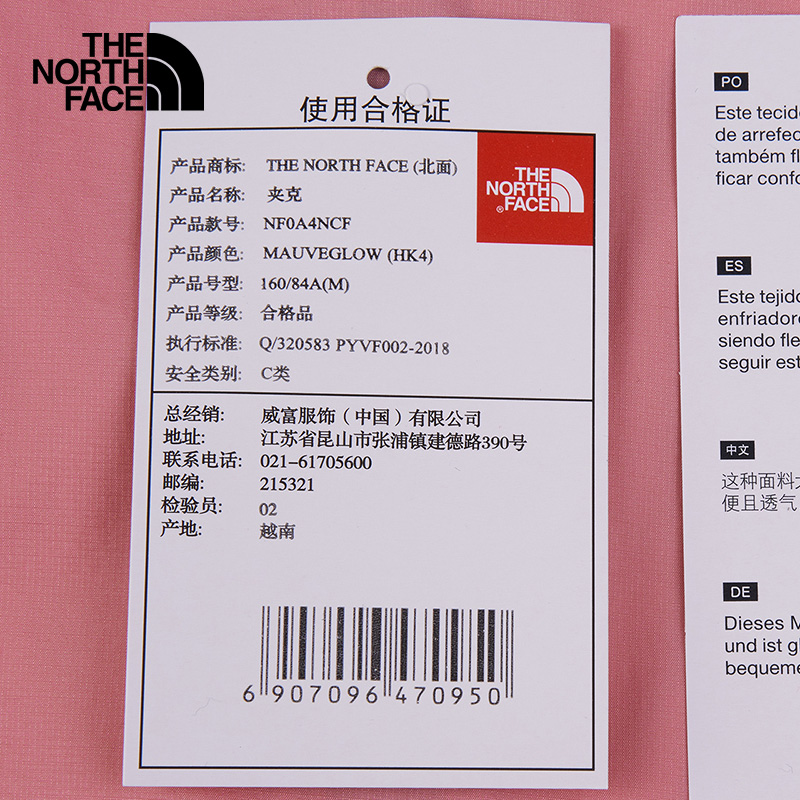 THE
NORTH
FACE
使用合格证
产品商标: THE NORTH FACE (北面)
产品名称: 夹克
产品款号: NF0A4NCF
产品颜色: MAUVEGLOW (HK4)
产品号型: 160/84A(M)
产品等级: 合格品
执行标准: Q/320583 PYVF002-2018
安全类别: C类
THE
NORTH
FACE
®
总经销: 威富服饰（中国）有限公司
地址: 江苏省昆山市张浦镇建德路390号
联系电话: 021-61705600
邮编: 215321
检验员: 02
产地: 越南
6 907096 470950
PO
Este tecid
de arrefec
também fl
ficar confo
ES
Este tejido
enfriador
siendo fle
seguir est
中文
这种面料
便且透气
DE
Dieses M
und ist gl
bequeme